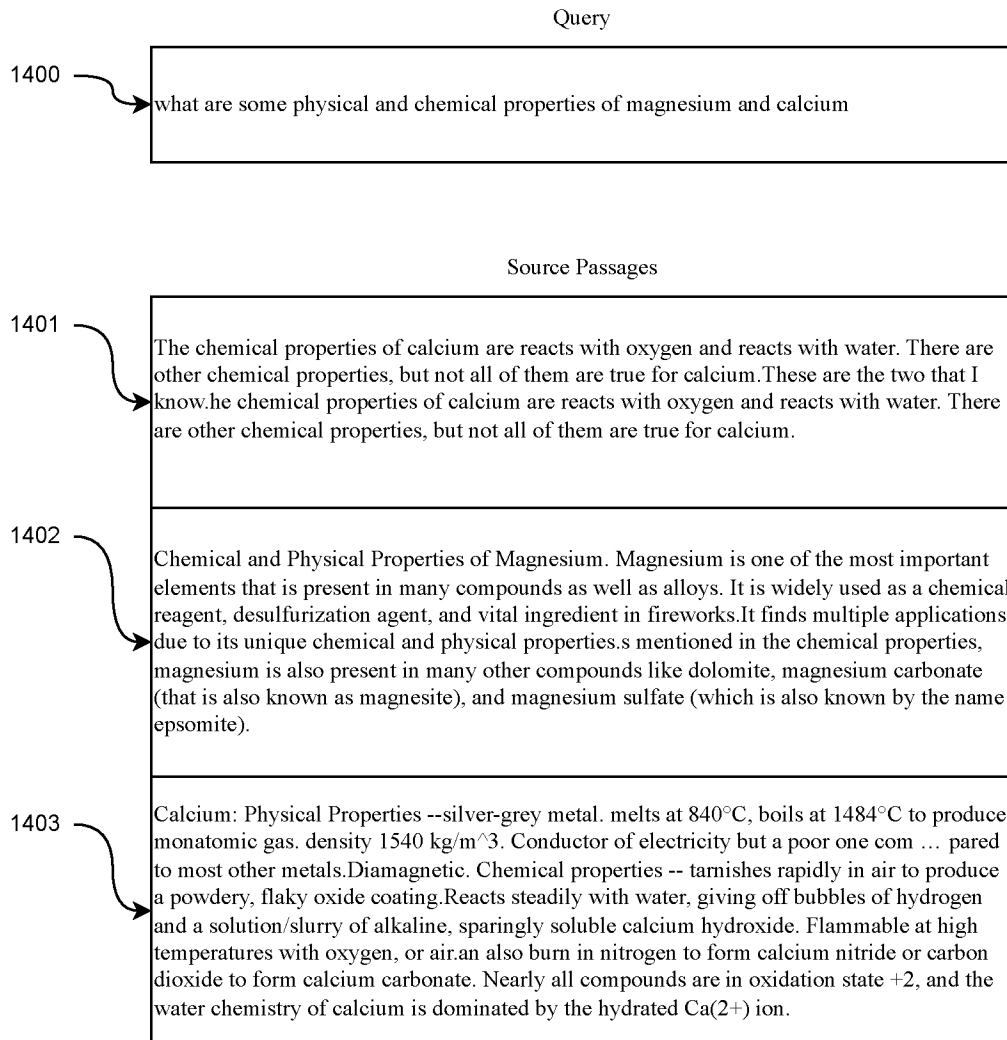 Query
1400
what are some physical and chemical properties of magnesium and calcium
Source Passages
1401
The chemical properties of calcium are reacts with oxygen and reacts with water. There are
other chemical properties, but not all of them are true for calcium.These are the two that I
know.he chemical properties of calcium are reacts with oxygen and reacts with water. There
are other chemical properties, but not all of them are true for calcium.
1402
Chemical and Physical Properties of Magnesium. Magnesium is one of the most important
elements that is present in many compounds as well as alloys. It is widely used as a chemical
reagent, desulfurization agent, and vital ingredient in fireworks.It finds multiple applications
due to its unique chemical and physical properties.s mentioned in the chemical properties,
magnesium is also present in many other compounds like dolomite, magnesium carbonate
(that is also known as magnesite), and magnesium sulfate (which is also known by the name
epsomite).
1403
Calcium: Physical Properties --silver-grey metal. melts at 840°C, boils at 1484°C to produce
monatomic gas. density 1540 kg/m^3. Conductor of electricity but a poor one com … pared
to most other metals.Diamagnetic. Chemical properties -- tarnishes rapidly in air to produce
a powdery, flaky oxide coating.Reacts steadily with water, giving off bubbles of hydrogen
and a solution/slurry of alkaline, sparingly soluble calcium hydroxide. Flammable at high
temperatures with oxygen, or air.an also burn in nitrogen to form calcium nitride or carbon
dioxide to form calcium carbonate. Nearly all compounds are in oxidation state +2, and the
water chemistry of calcium is dominated by the hydrated Ca(2+) ion.